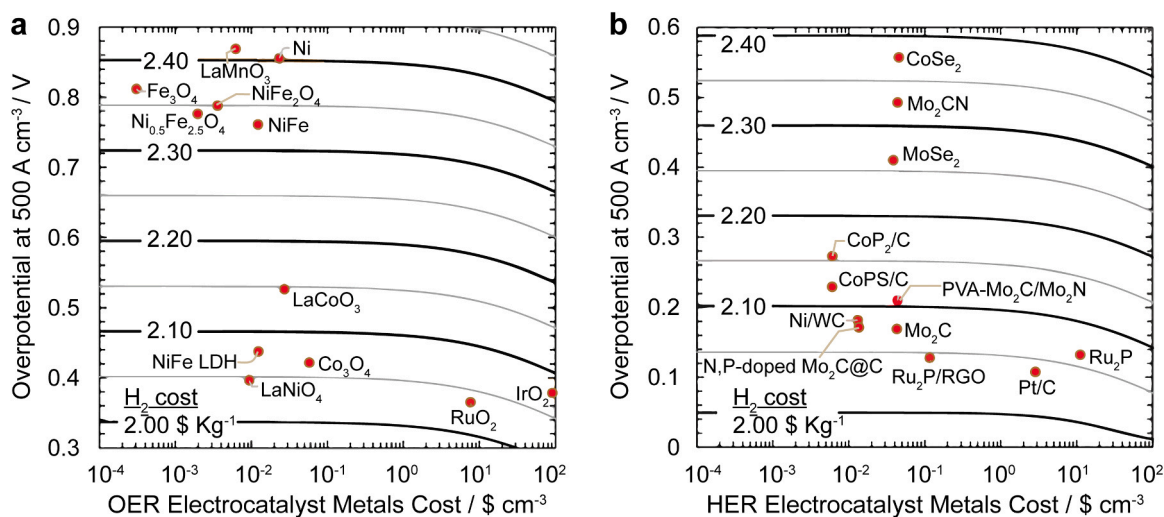 a
Overpotential at 500 A cm⁻³ / V
0.9
0.8
0.7
0.6
0.5
0.4
0.3
2.40
2.30
2.20
2.10
Ni
LaMnO₃
Fe₃O₄
NiFe₂O₄
Ni₀.₅Fe₂.₅O₄
NiFe
LaCoO₃
NiFe LDH
Co₃O₄
LaNiO₄
IrO₂
RuO₂
H₂ cost
2.00 $ Kg⁻¹
10⁻⁴ 10⁻³ 10⁻² 10⁻¹ 10⁰ 10¹ 10²
OER Electrocatalyst Metals Cost / $ cm⁻³
b
Overpotential at 500 A cm⁻³ / V
0.6
0.5
0.4
0.3
0.2
0.1
0
2.40
2.30
2.20
2.10
CoSe₂
Mo₂CN
MoSe₂
CoP₂/C
CoPS/C
PVA-Mo₂C/Mo₂N
Ni/WC
Mo₂C
N,P-doped Mo₂C@C
Ru₂P/RGO
Ru₂P
Pt/C
H₂ cost
2.00 $ Kg⁻¹
10⁻⁴ 10⁻³ 10⁻² 10⁻¹ 10⁰ 10¹ 10²
HER Electrocatalyst Metals Cost / $ cm⁻³